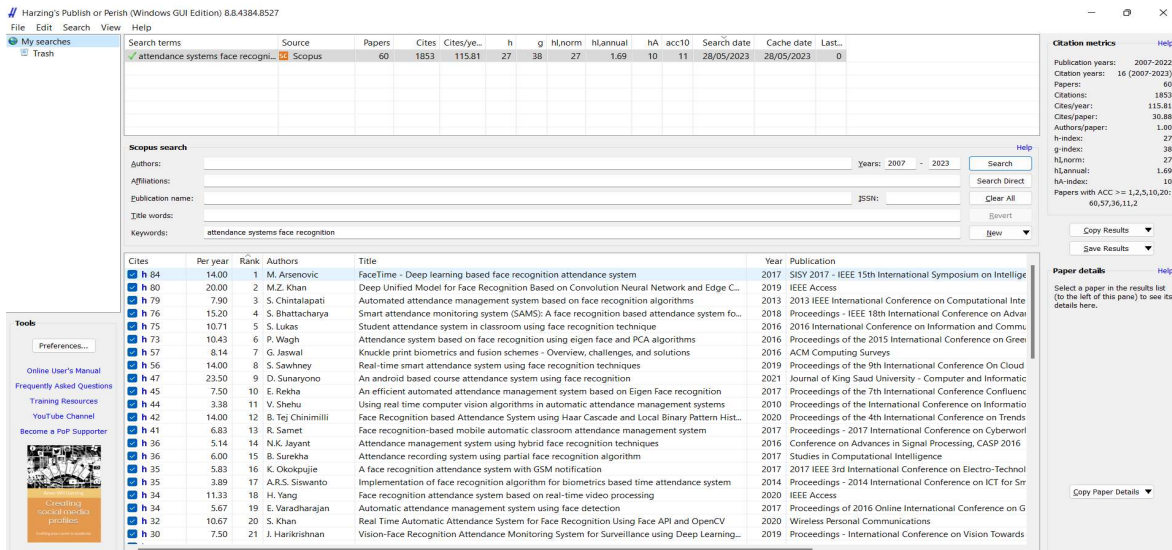 Harzing's Publish or Perish (Windows GUI Edition) 8.8.4384.8527
File Edit Search View Help
My searches
Trash
Search terms Source Papers Cites Cites/ye... h g hI,norm hI,annual hA acc10 Search date Cache date Last...
attendance systems face recogni... SC Scopus 60 1853 115.81 27 38 27 1.69 10 11 28/05/2023 28/05/2023 0
Scopus search Help
Authors: Years: 2007 - 2023 Search
Affiliations: Search Direct
Publication name: ISSN: Clear All
Title words: Revert
Keywords: attendance systems face recognition New
Cites Per year Rank Authors Title Year Publication
h 84 14.00 1 M. Arsenovic FaceTime - Deep learning based face recognition attendance system 2017 SISY 2017 - IEEE 15th International Symposium on Intellige
h 80 20.00 2 M.Z. Khan Deep Unified Model for Face Recognition Based on Convolution Neural Network and Edge C... 2019 IEEE Access
h 79 7.90 3 S. Chintalapati Automated attendance management system based on face recognition algorithms 2013 2013 IEEE International Conference on Computational Inte
h 76 15.20 4 S. Bhattacharya Smart attendance monitoring system (SAMS): A face recognition based attendance system fo... 2018 Proceedings - IEEE 18th International Conference on Advan
h 75 10.71 5 S. Lukas Student attendance system in classroom using face recognition technique 2016 2016 International Conference on Information and Commu
h 73 10.43 6 P. Wagh Attendance system based on face recognition using eigen face and PCA algorithms 2016 Proceedings of the 2015 International Conference on Green
h 57 8.14 7 G. Jaswal Knuckle print biometrics and fusion schemes - Overview, challenges, and solutions 2016 ACM Computing Surveys
h 56 14.00 8 S. Sawhney Real-time smart attendance system using face recognition techniques 2019 Proceedings of the 9th International Conference On Cloud
h 47 23.50 9 D. Sunaryono An android based course attendance system using face recognition 2021 Journal of King Saud University - Computer and Informatic
h 45 7.50 10 E. Rekha An efficient automated attendance management system based on Eigen Face recognition 2017 Proceedings of the 7th International Conference Confluenc
h 44 3.38 11 V. Shehu Using real time computer vision algorithms in automatic attendance management systems 2010 Proceedings of the International Conference on Informatio
h 42 14.00 12 B. Tej Chinimilli Face Recognition based Attendance System using Haar Cascade and Local Binary Pattern Hist... 2020 Proceedings of the 4th International Conference on Trends
h 41 6.83 13 R. Samet Face recognition-based mobile automatic classroom attendance management system 2017 Proceedings - 2017 International Conference on Cyberworl
h 36 5.14 14 N.K. Jayant Attendance management system using hybrid face recognition techniques 2016 Conference on Advances in Signal Processing, CASP 2016
h 36 6.00 15 B. Surekha Attendance recording system using partial face recognition algorithm 2017 Studies in Computational Intelligence
h 35 5.83 16 K. Okokpujie A face recognition attendance system with GSM notification 2017 2017 IEEE 3rd International Conference on Electro-Technol
h 35 3.89 17 A.R.S. Siswanto Implementation of face recognition algorithm for biometrics based time attendance system 2014 Proceedings - 2014 International Conference on ICT for Sm
h 34 11.33 18 H. Yang Face recognition attendance system based on real-time video processing 2020 IEEE Access
h 34 5.67 19 E. Varadharajan Automatic attendance management system using face detection 2017 Proceedings of 2016 Online International Conference on G
h 32 10.67 20 S. Khan Real Time Automatic Attendance System for Face Recognition Using Face API and OpenCV 2020 Wireless Personal Communications
h 30 7.50 21 J. Harikrishnan Vision-Face Recognition Attendance Monitoring System for Surveillance using Deep Learning... 2019 Proceedings - International Conference on Vision Towards
Tools
Preferences...
Online User's Manual
Frequently Asked Questions
Training Resources
YouTube Channel
Become a PoP Supporter
Creating
social media
profiles
Citation metrics Help
Publication years: 2007-2022
Citation years: 16 (2007-2023)
Papers: 60
Citations: 1853
Cites/year: 115.81
Cites/paper: 30.88
Authors/paper: 1.00
h-index: 27
g-index: 38
hI,norm: 27
hI,annual: 1.69
hA-index: 10
Papers with ACC >= 1,2,5,10,20:
60,57,36,11,2
Copy Results
Save Results
Paper details Help
Select a paper in the results list
(to the left of this pane) to see its
details here.
Copy Paper Details